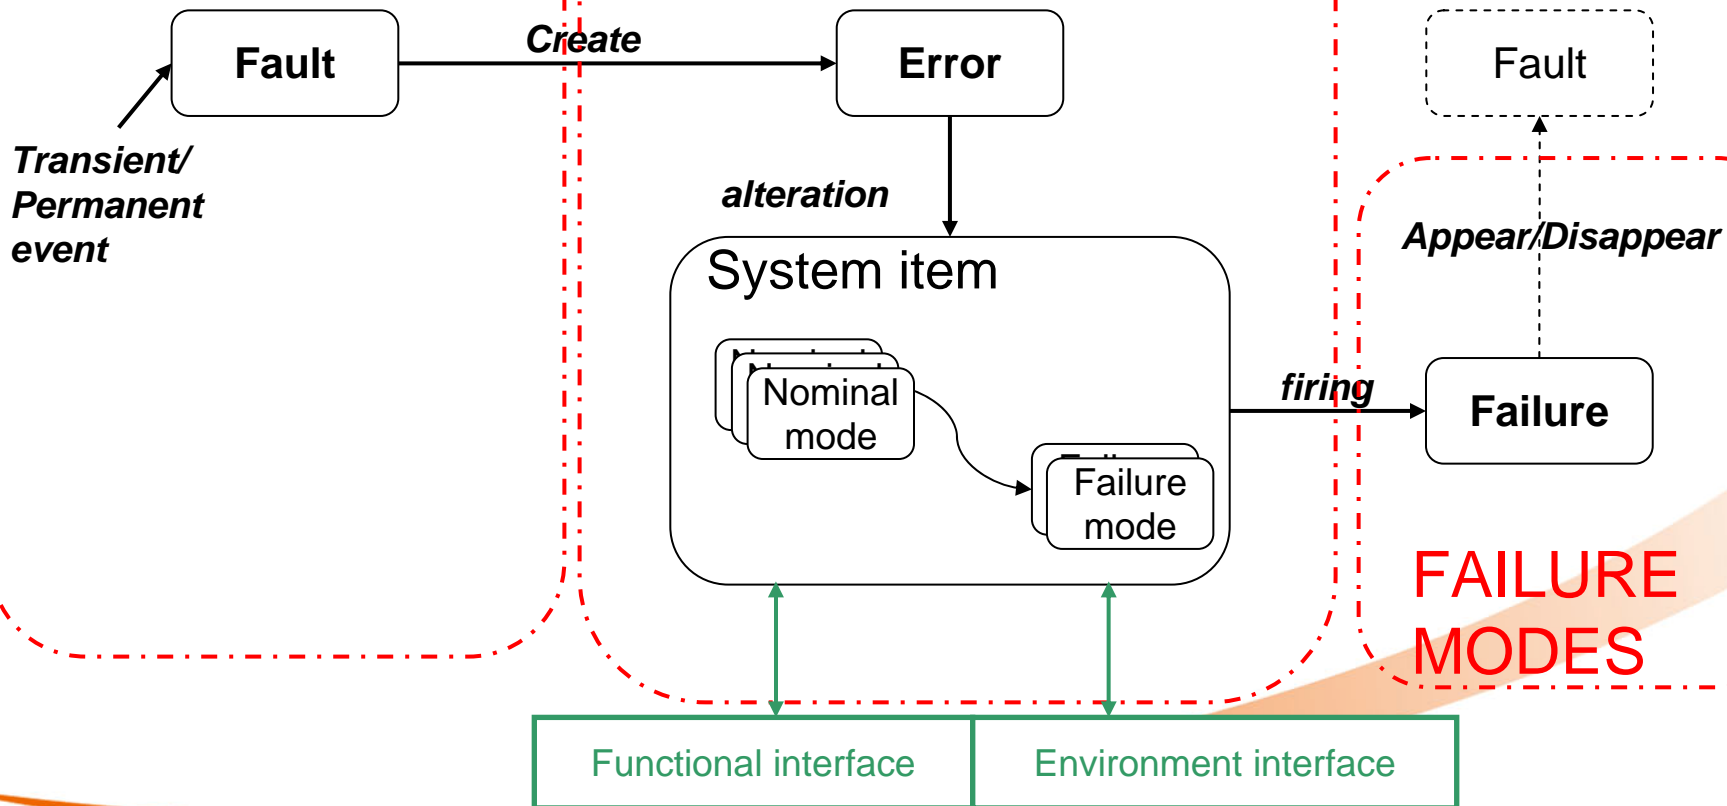 Fault
Create
Error
Fault
Transient/
Permanent
event
alteration
Appear/Disappear
System item
Nominal
mode
firing
Failure
Failure
mode
FAILURE
MODES
Functional interface
Environment interface